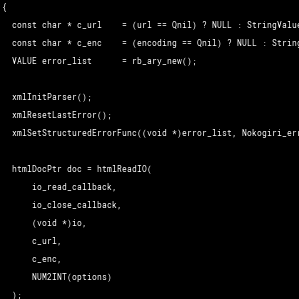 {
const char * c_url = (url == Qnil) ? NULL : StringValue
const char * c_enc = (encoding == Qnil) ? NULL : String
VALUE error_list = rb_ary_new();
xmlInitParser();
xmlResetLastError();
xmlSetStructuredErrorFunc((void *)error_list, Nokogiri_err
htmlDocPtr doc = htmlReadIO(
io_read_callback,
io_close_callback,
(void *)io,
c_url,
c_enc,
NUM2INT(options)
);